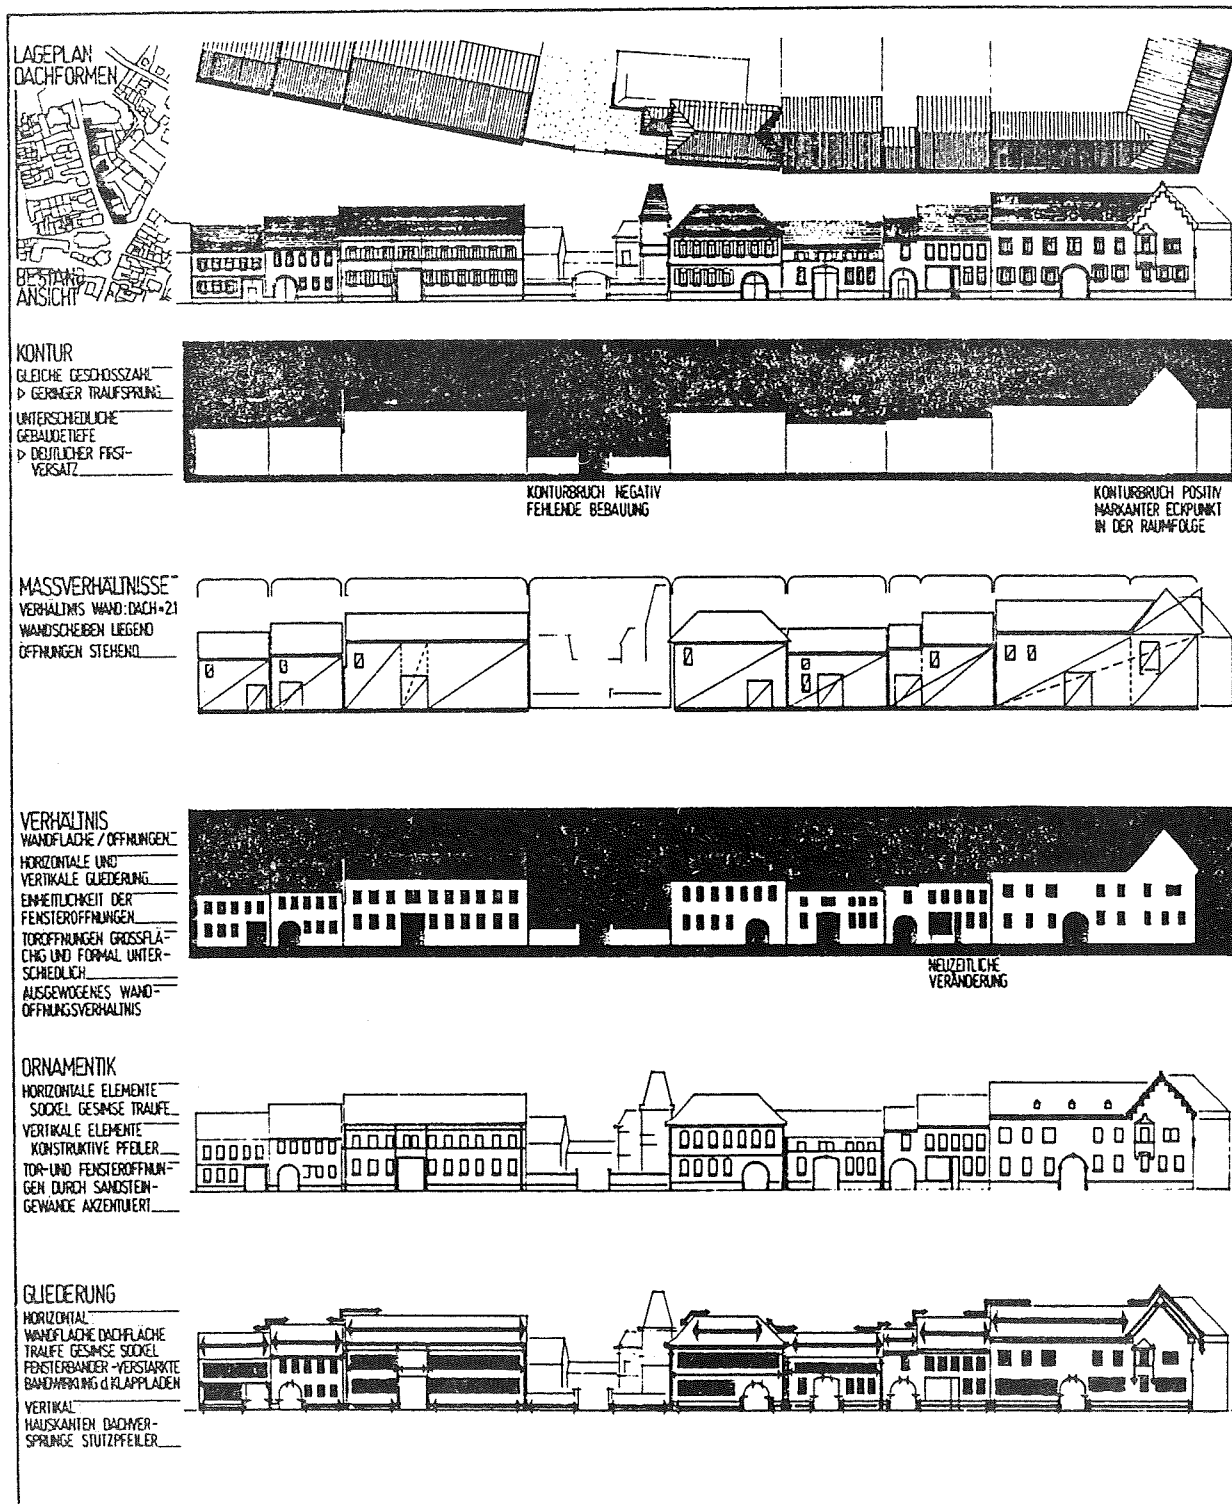 LAGEPLAN
DACHFORMEN
BESTAND
ANSICHT
KONTUR
GLEICHE GESCHOSSZAHL
▷ GERINGER TRAUFSPRUNG
UNTERSCHIEDLICHE
GEBÄUDETIEFE
▷ DEUTLICHER FIRST-
VERSATZ
KONTURBRUCH NEGATIV
FEHLENDE BEBAUUNG
KONTURBRUCH POSITIV
MARKANTER ECKPUNKT
IN DER RAUMFOLGE
MASSVERHÄLTNISSE
VERHÄLTNIS WAND:DACH=2:1
WANDSCHEIBEN LIEGEND
ÖFFNUNGEN STEHEND
VERHÄLTNIS
WANDFLÄCHE / ÖFFNUNGEN
HORIZONTALE UND
VERTIKALE GLIEDERUNG
EINHEITLICHKEIT DER
FENSTERÖFFNUNGEN
TORÖFFNUNGEN GROSSFLÄ-
CHIG UND FORMAL UNTER-
SCHIEDLICH
AUSGEWOGENES WAND-
ÖFFNUNGSVERHÄLTNIS
NEUZEITLICHE
VERÄNDERUNG
ORNAMENTIK
HORIZONTALE ELEMENTE
SOCKEL GESIMSE TRAUFE
VERTIKALE ELEMENTE
KONSTRUKTIVE PFEILER
TOR-UND FENSTERÖFFNUN-
GEN DURCH SANDSTEIN-
GEWÄNDE AKZENTUIERT
GLIEDERUNG
HORIZONTAL
WANDFLÄCHE DACHFLÄCHE
TRAUFE GESIMSE SOCKEL
FENSTERBÄNDER-VERSTÄRKTE
BANDWIRKUNG d. KLAPPLÄDEN
VERTIKAL
HAUSKANTEN DACHVER-
SPRÜNGE STÜTZPFEILER